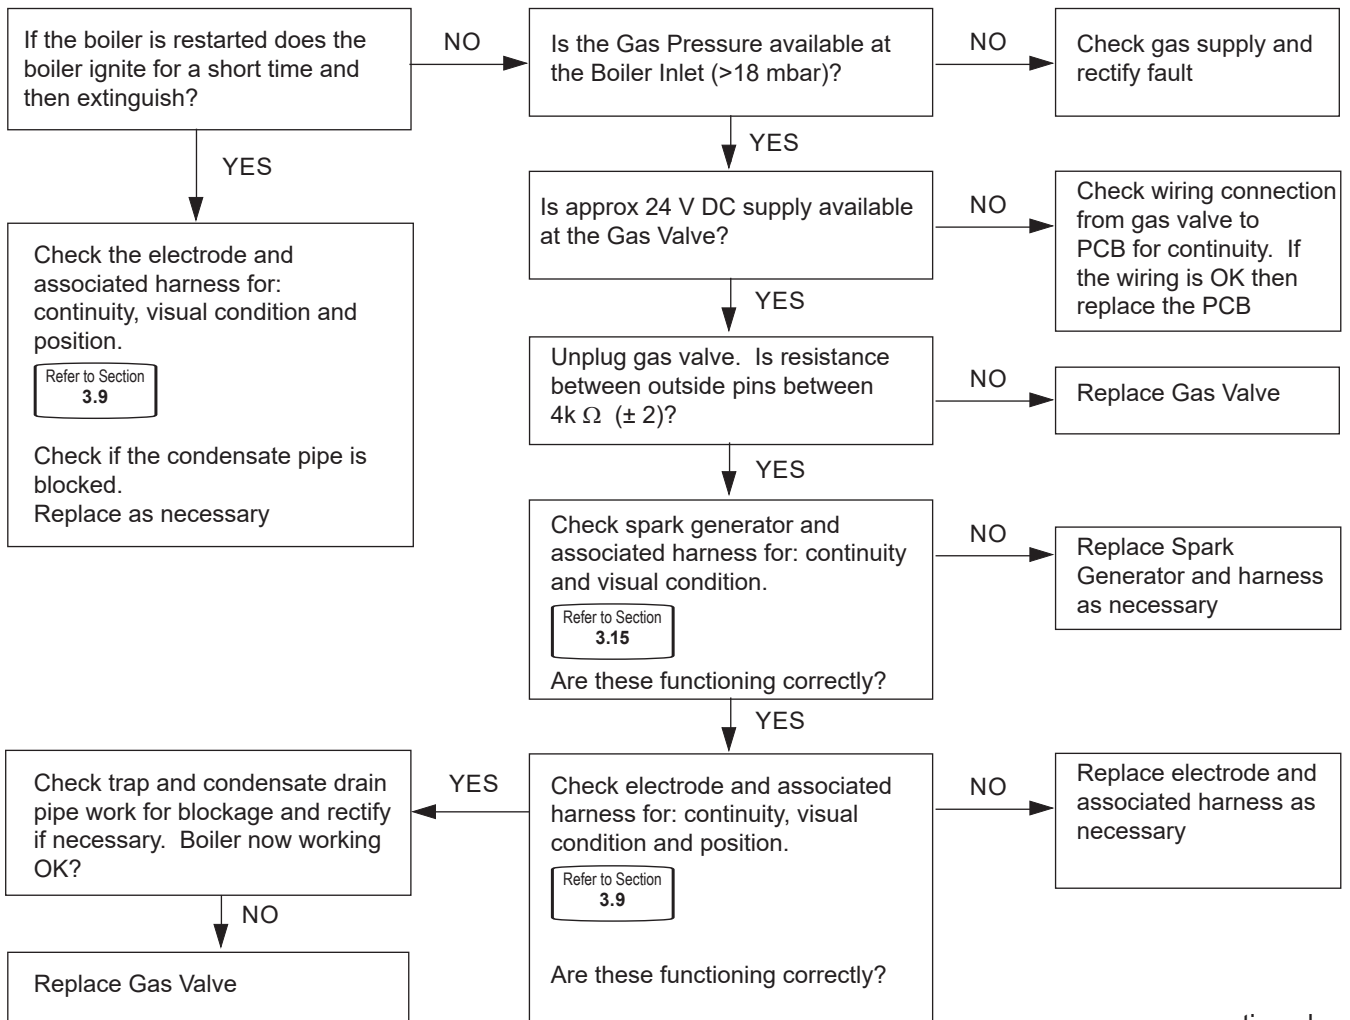 If the boiler is restarted does the
boiler ignite for a short time and
then extinguish?
NO
Is the Gas Pressure available at
the Boiler Inlet (>18 mbar)?
NO
Check gas supply and
rectify fault
YES
YES
Is approx 24 V DC supply available
at the Gas Valve?
NO
Check wiring connection
from gas valve to
PCB for continuity. If
the wiring is OK then
replace the PCB
Check the electrode and
associated harness for:
continuity, visual condition and
position.
Refer to Section
3.9
Check if the condensate pipe is
blocked.
Replace as necessary
YES
Unplug gas valve. Is resistance
between outside pins between
4k Ω (± 2)?
NO
Replace Gas Valve
YES
Check spark generator and
associated harness for: continuity
and visual condition.
Refer to Section
3.15
Are these functioning correctly?
NO
Replace Spark
Generator and harness
as necessary
YES
Check electrode and associated
harness for: continuity, visual
condition and position.
Refer to Section
3.9
Are these functioning correctly?
NO
Replace electrode and
associated harness as
necessary
YES
Check trap and condensate drain
pipe work for blockage and rectify
if necessary. Boiler now working
OK?
NO
Replace Gas Valve